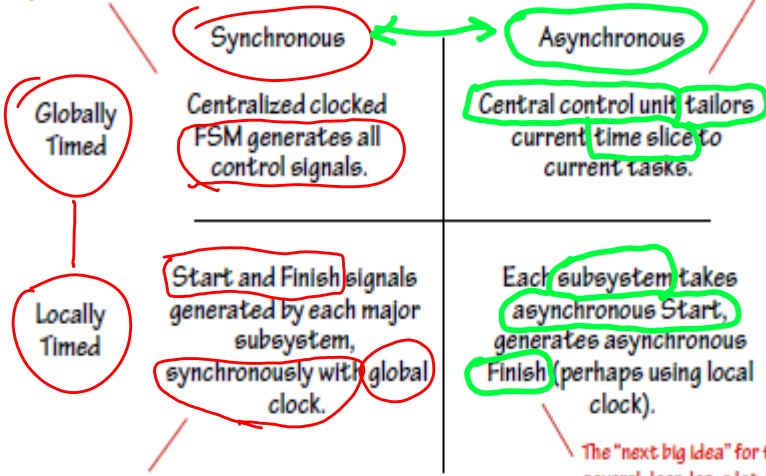 Synchronous
Asynchronous
Globally
Timed
Centralized clocked
FSM generates all
control signals.
Central control unit tailors
current time slice to
current tasks.
Locally
Timed
Start and Finish signals
generated by each major
subsystem,
synchronously with global
clock.
Each subsystem takes
asynchronous Start,
generates asynchronous
Finish (perhaps using local
clock).
The "next big idea" for